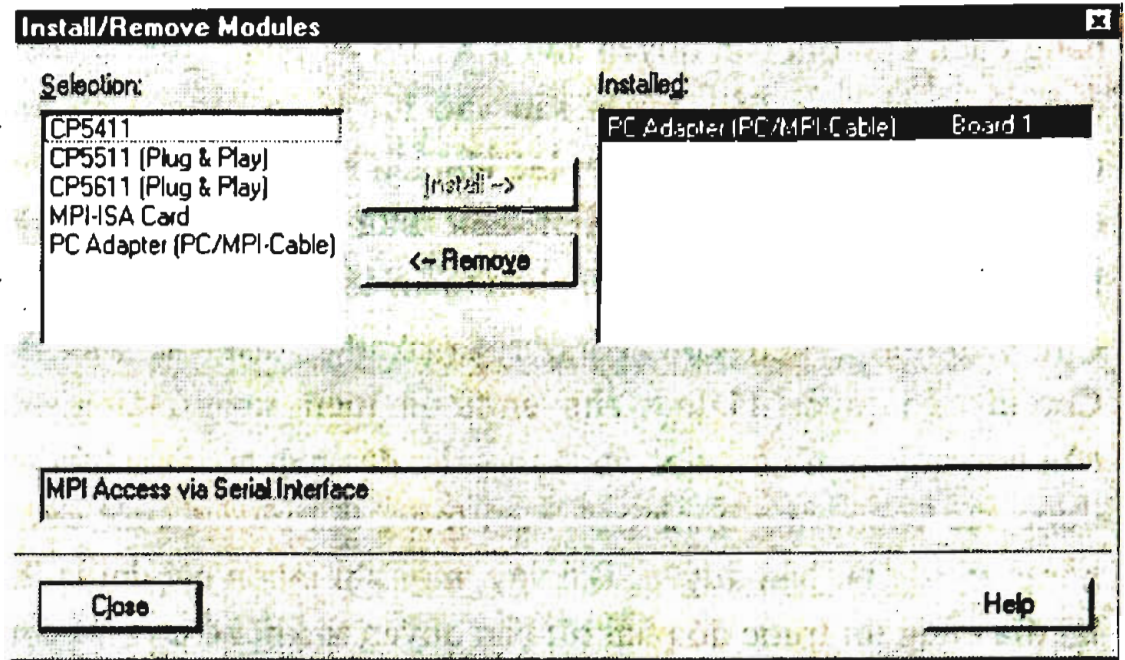 Install/Remove Modules
Selection:
CP5411
CP5511 (Plug & Play)
CP5611 (Plug & Play)
MPI-ISA Card
PC Adapter (PC/MPI-Cable)
Install -->
<-- Remove
Installed:
PC Adapter (PC/MPI-Cable) Board 1
MPI Access via Serial Interface
Close
Help